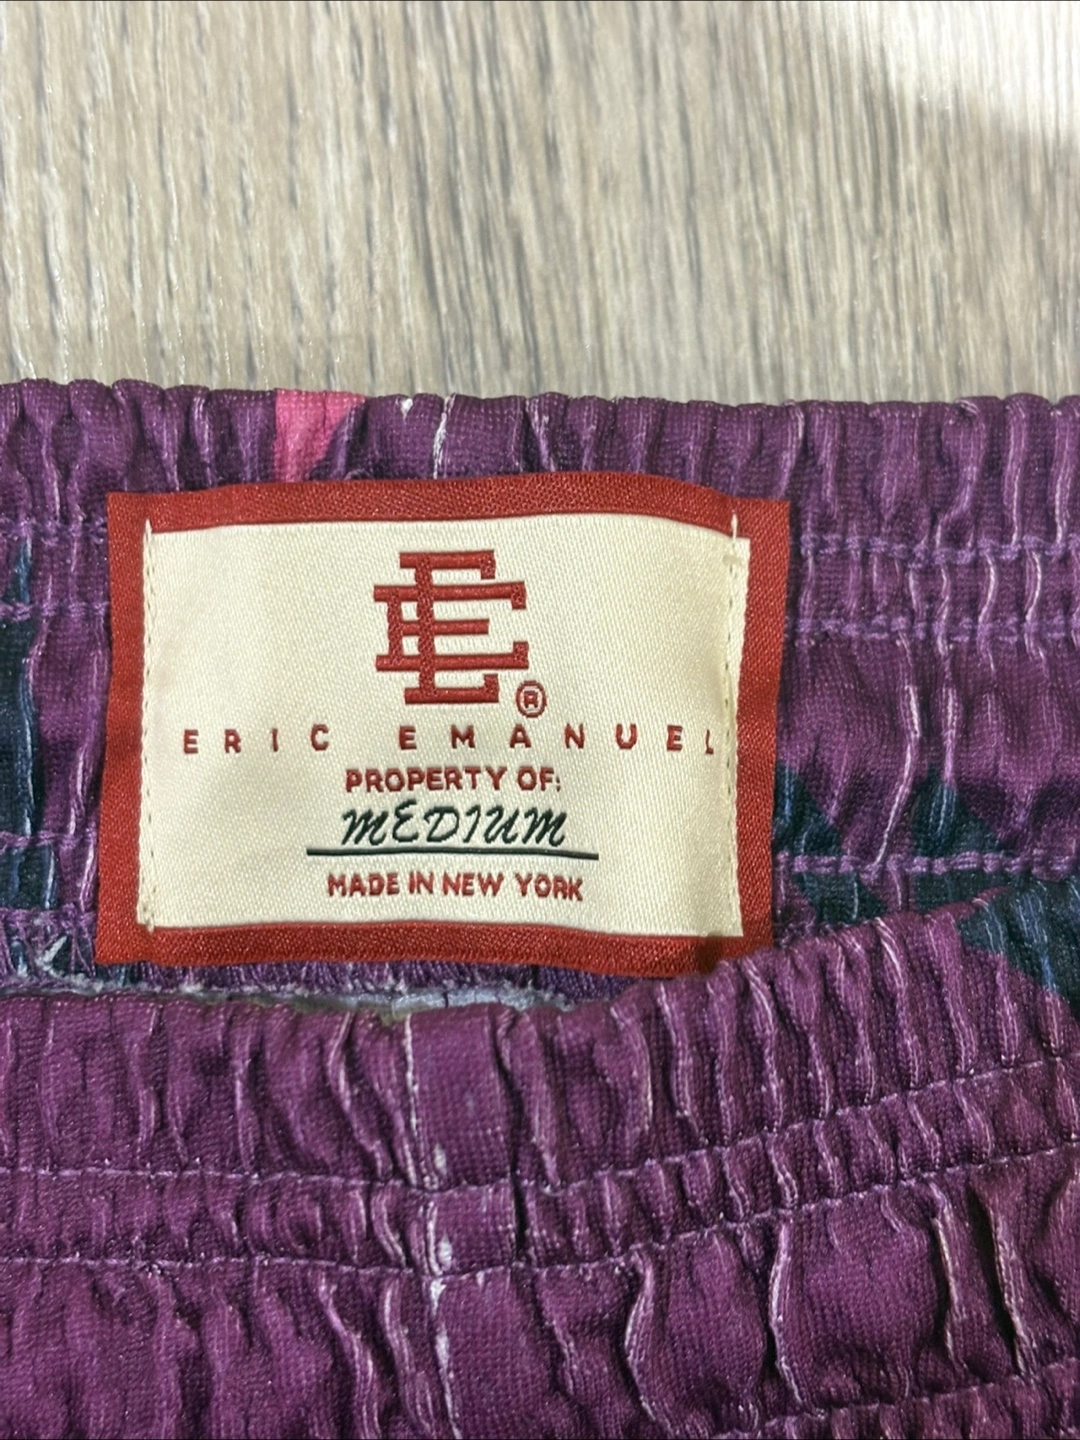 EE®
ERIC EMANUEL
PROPERTY OF:
MEDIUM
MADE IN NEW YORK